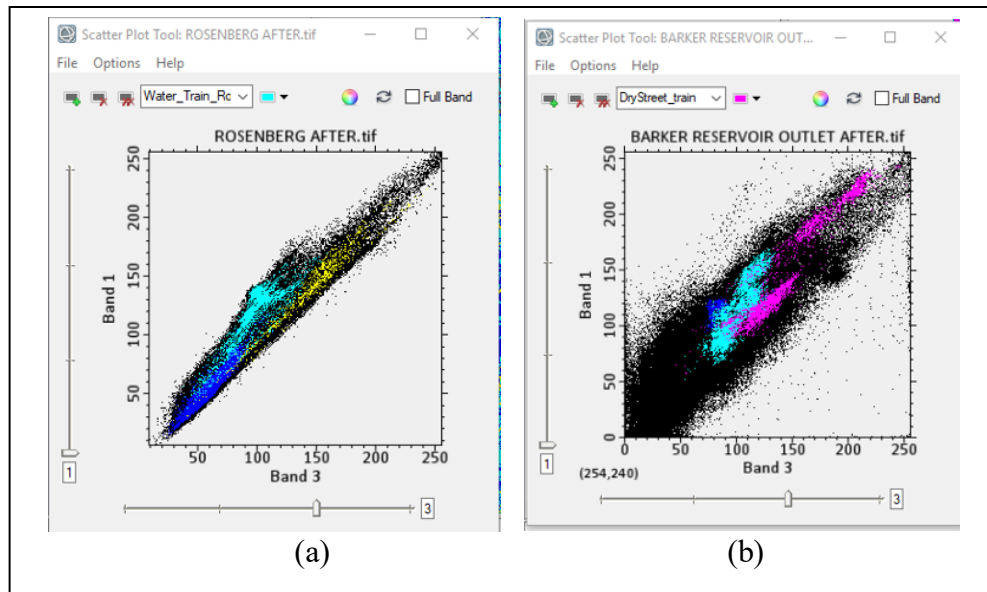 Scatter Plot Tool: ROSENBERG AFTER.tif
File Options Help
Water_Train_Rc
Full Band
ROSENBERG AFTER.tif
250
200
150
100
50
Band 1
50 100 150 200 250
Band 3
1
3
(a)
Scatter Plot Tool: BARKER RESERVOIR OUT...
File Options Help
DryStreet_train
Full Band
BARKER RESERVOIR OUTLET AFTER.tif
250
200
150
100
50
0
Band 1
0 50 100 150 200 250
Band 3
1
(254,240)
3
(b)